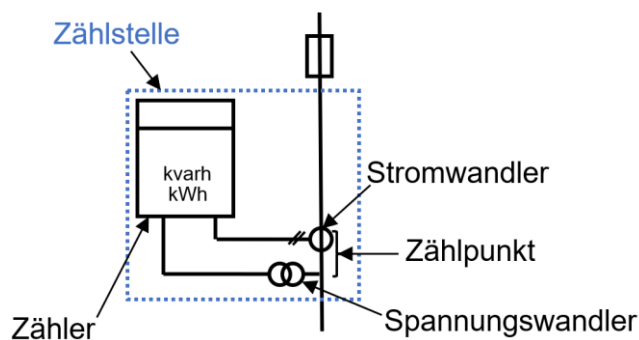 Zählstelle
kvarh
kWh
Stromwandler
Zählpunkt
Zähler
Spannungswandler